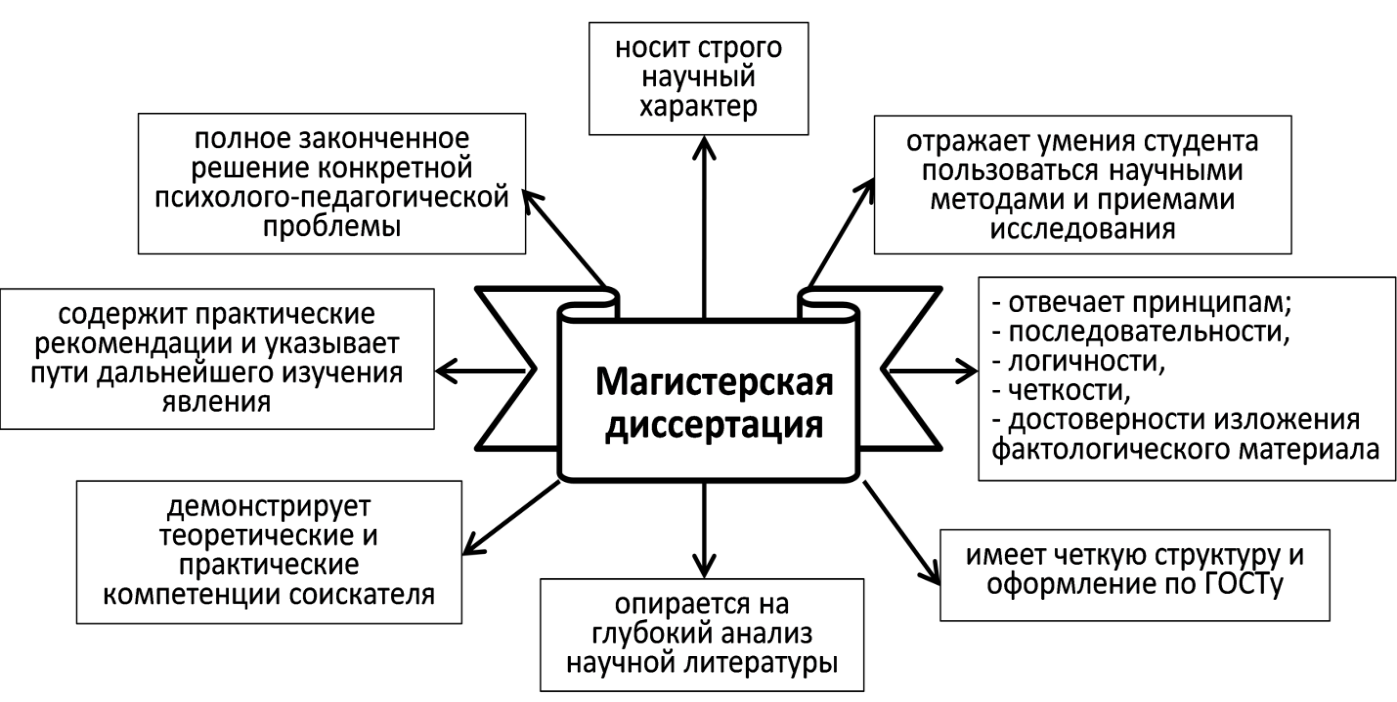 носит строго
научный
характер
полное законченное
решение конкретной
психолого-педагогической
проблемы
отражает умения студента
пользоваться научными
методами и приемами
исследования
содержит практические
рекомендации и указывает
пути дальнейшего изучения
явления
Магистерская
диссертация
- отвечает принципам;
- последовательности,
- логичности,
- четкости,
- достоверности изложения
фактологического материала
демонстрирует
теоретические и
практические
компетенции соискателя
опирается на
глубокий анализ
научной литературы
имеет четкую структуру и
оформление по ГОСТу